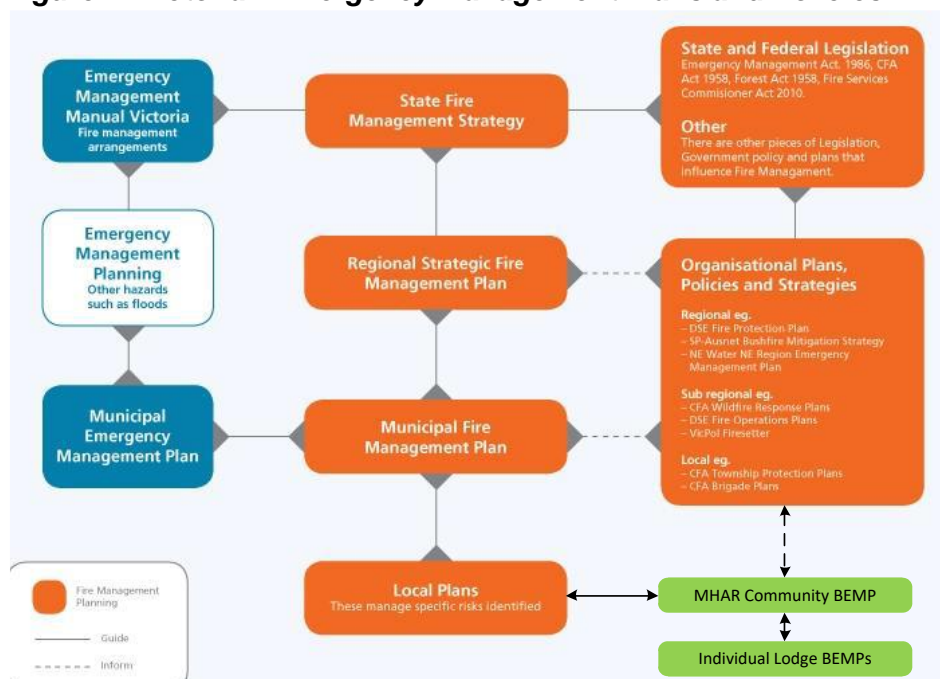 Emergency
Management
Manual Victoria
Fire management
arrangements
State Fire
Management Strategy
State and Federal Legislation
Emergency Management Act. 1986, CFA
Act 1958, Forest Act 1958, Fire Services
Commisioner Act 2010.
Other
There are other pieces of Legislation,
Government policy and plans that
influence Fire Managament.
Emergency
Management
Planning
Other hazards
such as floods
Regional Strategic Fire
Management Plan
Organisational Plans,
Policies and Strategies
Regional eg.
– DSE Fire Protection Plan
– SP-Ausnet Bushfire Mitigation Strategy
– NE Water NE Region Emergency
Management Plan
Sub regional eg.
– CFA Wildfire Response Plans
– DSE Fire Operations Plans
– VicPol Firesetter
Local eg.
– CFA Township Protection Plans
– CFA Brigade Plans
Municipal
Emergency
Management Plan
Municipal Fire
Management Plan
Local Plans
These manage specific risks identified
MHAR Community BEMP
Individual Lodge BEMPs
Fire Management
Planning
Guide
Inform